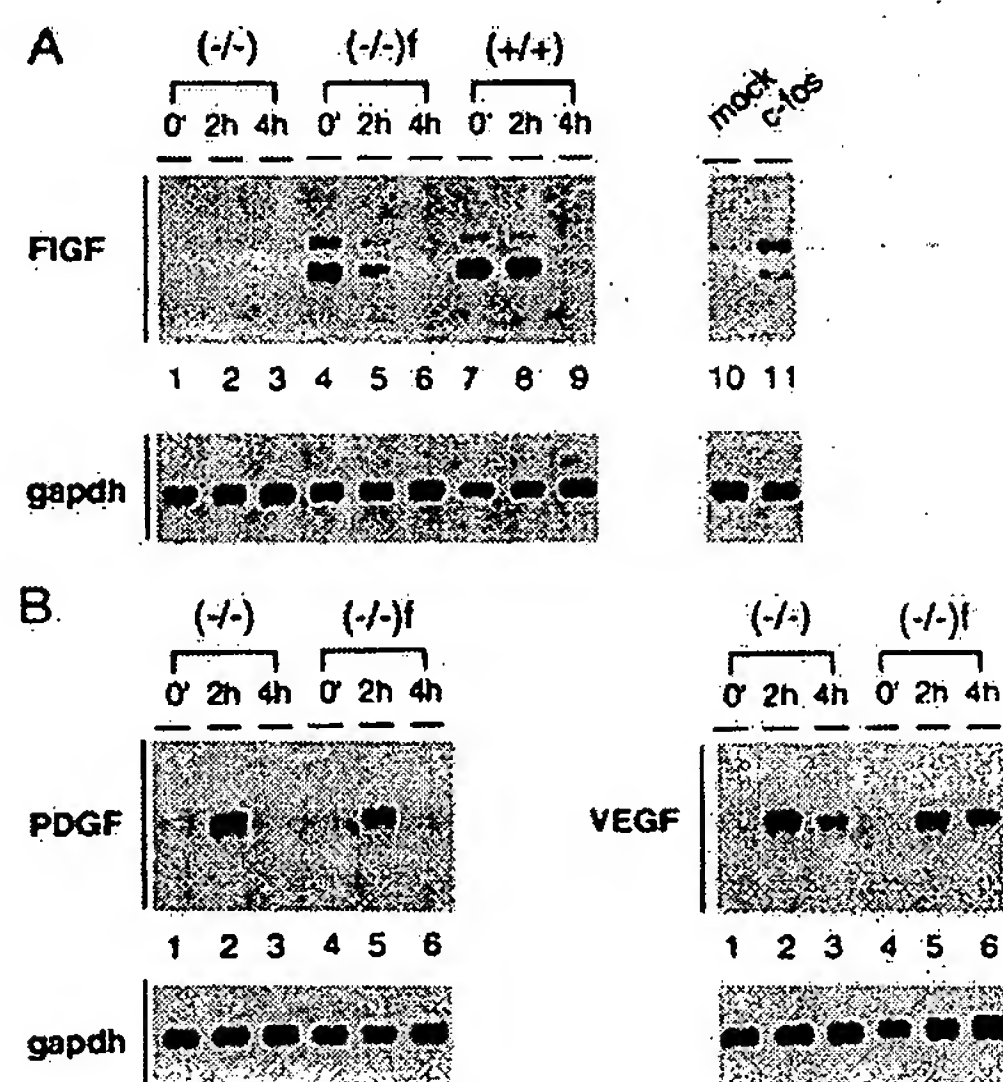 A
(-/-) (-/-)f (+/+)
0' 2h 4h 0' 2h 4h 0' 2h 4h
mock c-fos
FIGF
1 2 3 4 5 6 7 8 9 10 11
gapdh
B.
(-/-) (-/-)f (-/-) (-/-)f
0' 2h 4h 0' 2h 4h 0' 2h 4h 0' 2h 4h
PDGF VEGF
1 2 3 4 5 6 1 2 3 4 5 6
gapdh